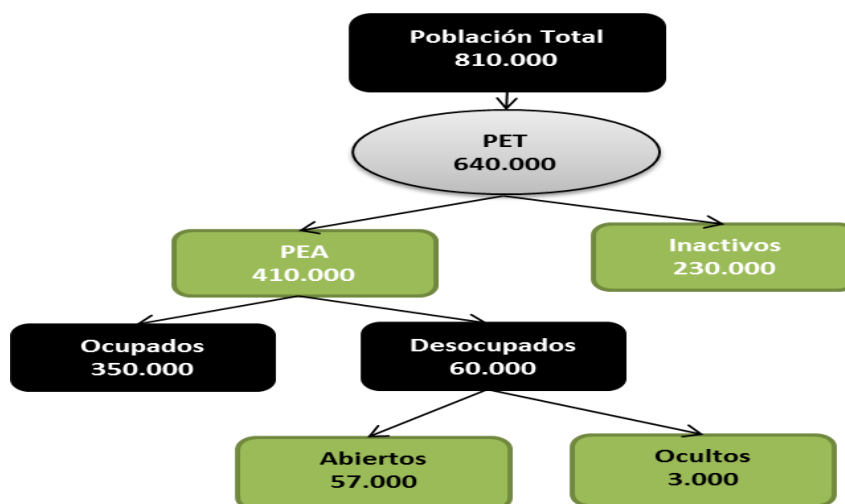 Población Total
810.000
PET
640.000
PEA
410.000
Inactivos
230.000
Ocupados
350.000
Desocupados
60.000
Abiertos
57.000
Ocultos
3.000